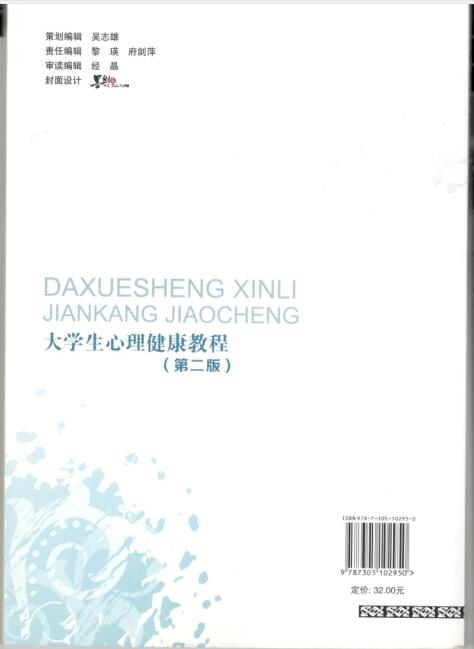 策划编辑 吴志雄
责任编辑 黎 瑛 府剑萍
审读编辑 经 晶
封面设计
DAXUESHENG XINLI
JIANKANG JIAOCHENG
大学生心理健康教程
（第二版）
ISBN 978-7-305-10295-0
9 787305 102950 >
定价: 32.00元